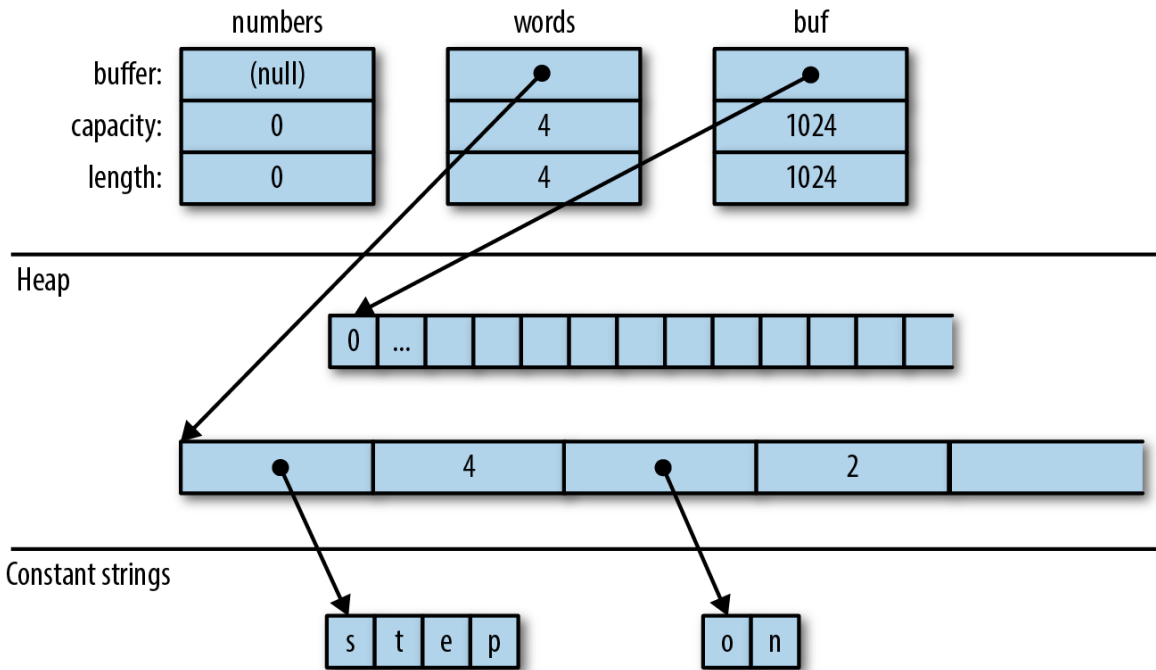 numbers words buf
buffer: (null)
capacity: 0 4 1024
length: 0 4 1024
Heap
0 ...
4 2
Constant strings
s t e p o n